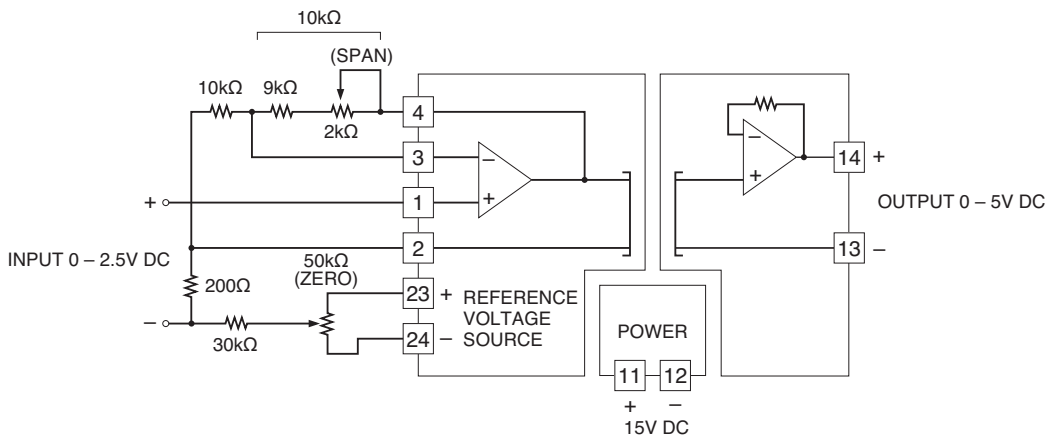 10kΩ
(SPAN)
10kΩ
9kΩ
2kΩ
4
3
1
2
–
+
+
INPUT 0 – 2.5V DC
–
200Ω
30kΩ
50kΩ
(ZERO)
23
+
24
–
REFERENCE
VOLTAGE
SOURCE
POWER
11
12
+
–
15V DC
–
+
14
+
OUTPUT 0 – 5V DC
13
–